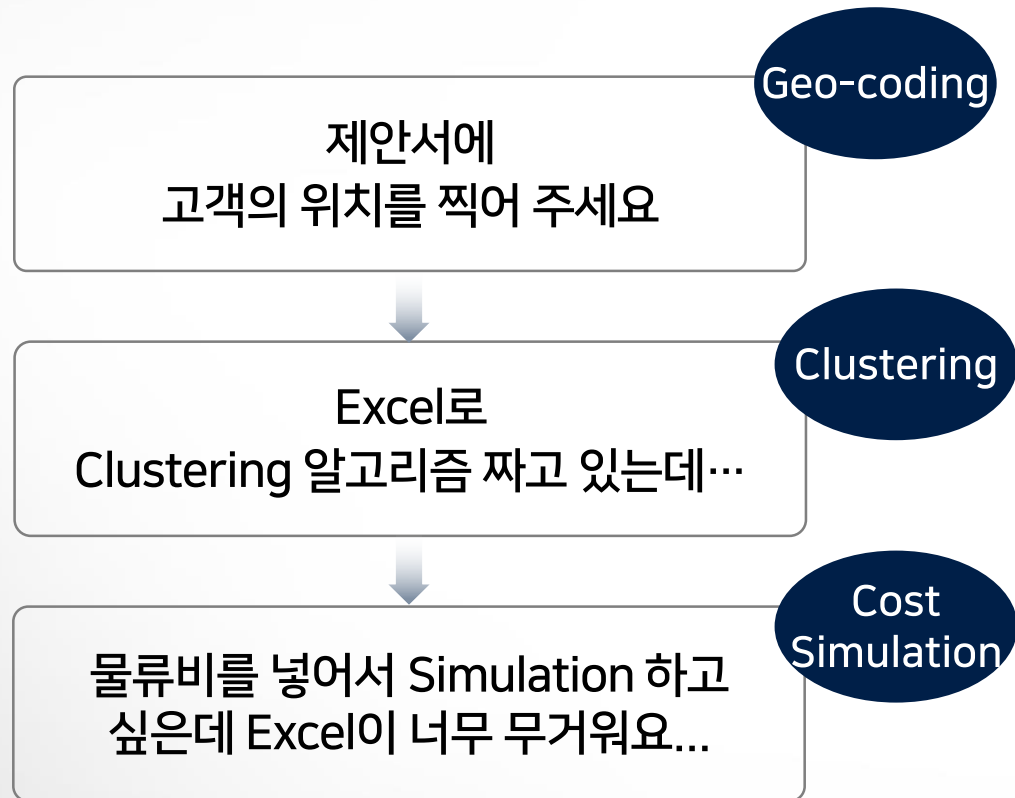 Geo-coding
제안서에
고객의 위치를 찍어 주세요
Clustering
Excel로
Clustering 알고리즘 짜고 있는데…
Cost
Simulation
물류비를 넣어서 Simulation 하고
싶은데 Excel이 너무 무거워요...